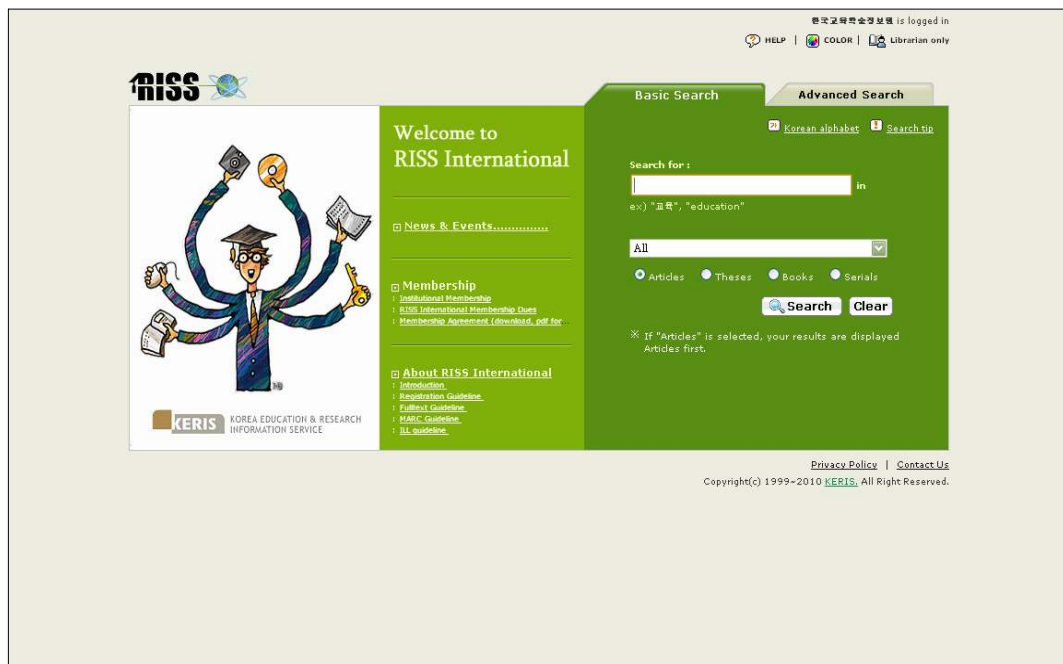 한국교육학술정보원 is logged in
HELP | COLOR | Librarian only
RISS
Basic Search
Advanced Search
Welcome to
RISS International
News & Events...............
Membership
: Institutional Membership
: RISS International Membership Dues
: Membership Agreement (download, pdf for...
About RISS International
: Introduction
: Registration Guideline
: Fulltext Guideline
: MARC Guideline
: ILL guideline
가 Korean alphabet ! Search tip
Search for :
in
ex) "교육", "education"
All
Articles Theses Books Serials
Search Clear
※ If "Articles" is selected, your results are displayed
Articles first.
KERIS KOREA EDUCATION & RESEARCH
INFORMATION SERVICE
Privacy Policy | Contact Us
Copyright(c) 1999~2010 KERIS, All Right Reserved.